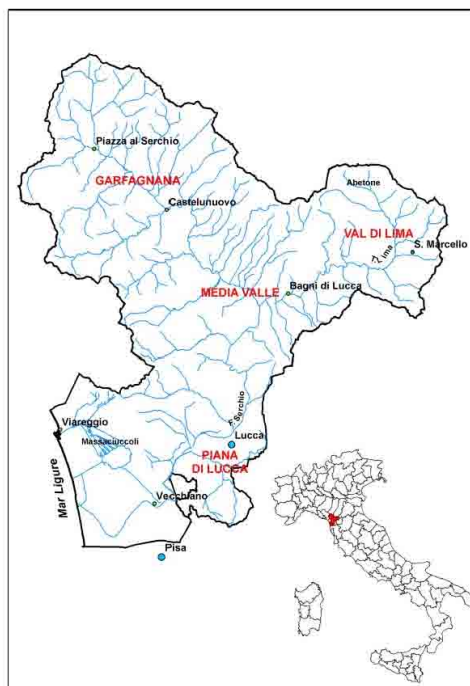 Piazza al Serchio
GARFAGNANA
Castelunuovo
Abetone
VAL DI LIMA
T. Lima
S. Marcello
MEDIA VALLE
Bagni di Lucca
F. Serchio
Viareggio
Massaciuccoli
Lucca
PIANA
DI LUCCA
Mar Ligure
Vecchiano
Pisa